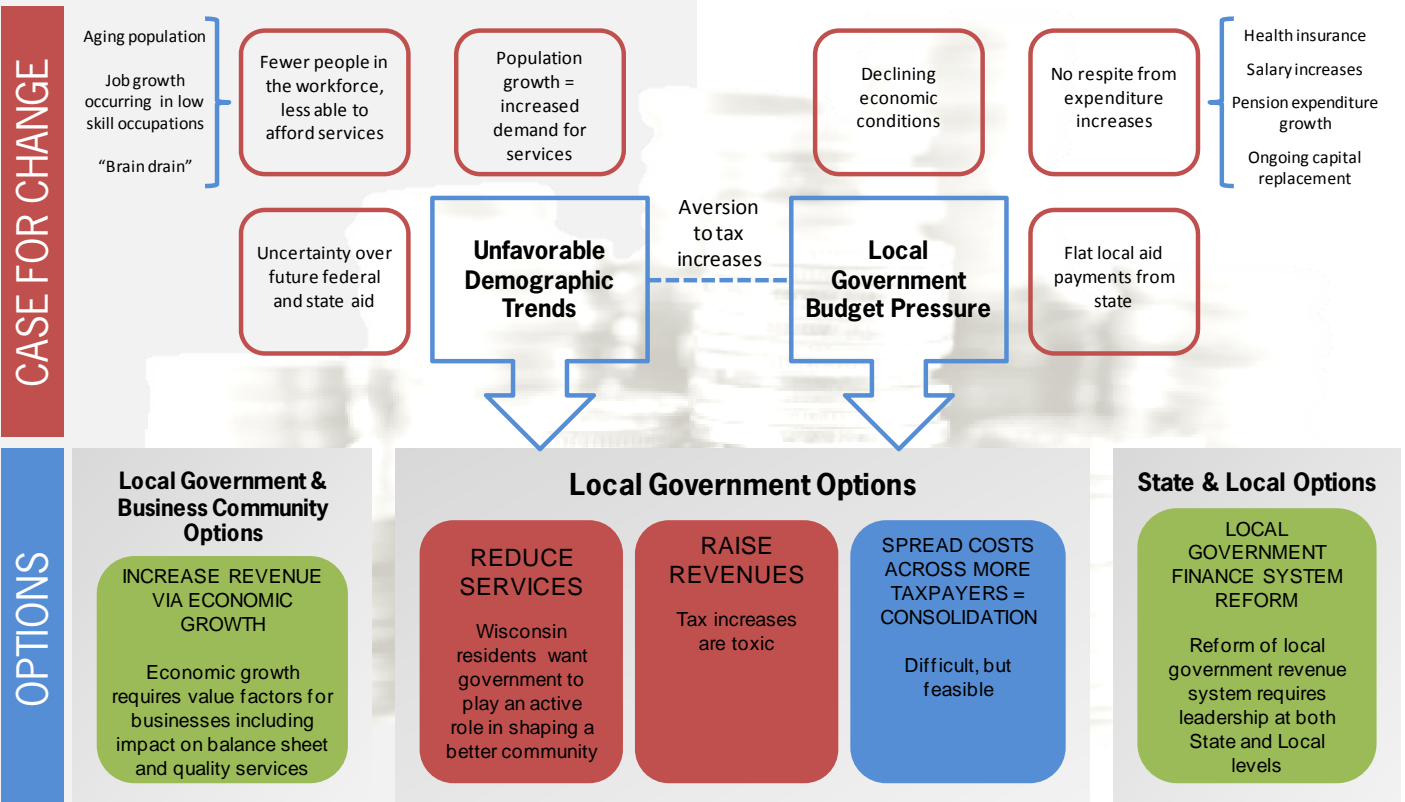 CASE FOR CHANGE
Aging population
Job growth
occurring in low
skill occupations
“Brain drain”
Fewer people in
the workforce,
less able to
afford services
Population
growth =
increased
demand for
services
Uncertainty over
future federal
and state aid
Unfavorable
Demographic
Trends
Aversion
to tax
increases
Declining
economic
conditions
No respite from
expenditure
increases
Health insurance
Salary increases
Pension expenditure
growth
Ongoing capital
replacement
Local
Government
Budget Pressure
Flat local aid
payments from
state
OPTIONS
Local Government &
Business Community
Options
INCREASE REVENUE
VIA ECONOMIC
GROWTH
Economic growth
requires value factors for
businesses including
impact on balance sheet
and quality services
Local Government Options
REDUCE
SERVICES
Wisconsin
residents want
government to
play an active
role in shaping a
better community
RAISE
REVENUES
Tax increases
are toxic
SPREAD COSTS
ACROSS MORE
TAXPAYERS =
CONSOLIDATION
Difficult, but
feasible
State & Local Options
LOCAL
GOVERNMENT
FINANCE SYSTEM
REFORM
Reform of local
government revenue
system requires
leadership at both
State and Local
levels